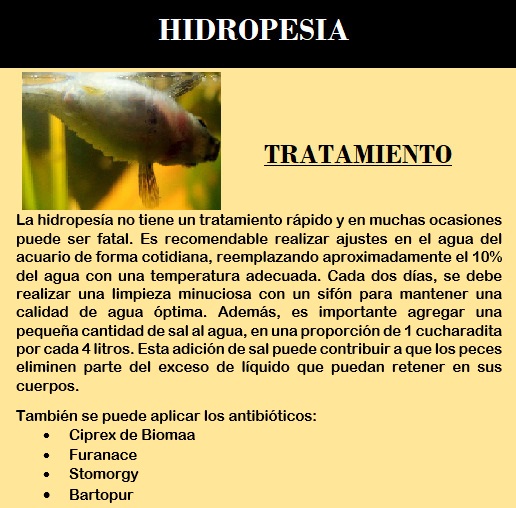 HIDROPESIA
TRATAMIENTO
La hidropesía no tiene un tratamiento rápido y en muchas ocasiones
puede ser fatal. Es recomendable realizar ajustes en el agua del
acuario de forma cotidiana, reemplazando aproximadamente el 10%
del agua con una temperatura adecuada. Cada dos días, se debe
realizar una limpieza minuciosa con un sifón para mantener una
calidad de agua óptima. Además, es importante agregar una
pequeña cantidad de sal al agua, en una proporción de 1 cucharadita
por cada 4 litros. Esta adición de sal puede contribuir a que los peces
eliminen parte del exceso de líquido que puedan retener en sus
cuerpos.
También se puede aplicar los antibióticos:
• Ciprex de Biomaa
• Furanace
• Stomorgy
• Bartopur